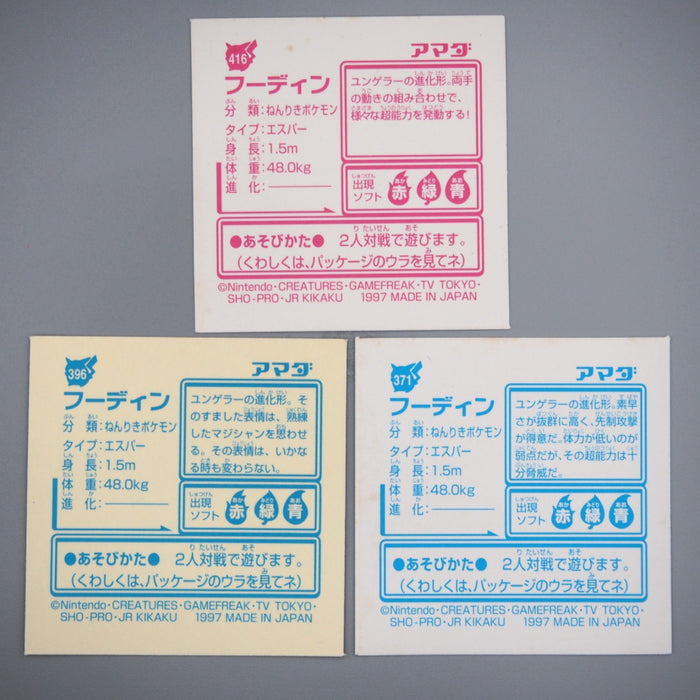 416
アマダ
フーディン
分類:ねんりきポケモン
タイプ:エスパー
身長:1.5m
体重:48.0kg
進化:
ユンゲラーの進化形。両手
の動きの組み合わせで、
様々な超能力を発動する!
出現
ソフト
赤 緑 青
●あそびかた● 2人対戦で遊びます。
(くわしくは、パッケージのウラを見てネ)
©Nintendo・CREATURES・GAMEFREAK・TV TOKYO・
SHO-PRO・JR KIKAKU 1997 MADE IN JAPAN
396
アマダ
フーディン
分類:ねんりきポケモン
タイプ:エスパー
身長:1.5m
体重:48.0kg
進化:
ユンゲラーの進化形。そ
のすました表情は、熟練
したマジシャンを思わせ
る。その表情は、いかな
る時も変わらない。
出現
ソフト
赤 緑 青
●あそびかた● 2人対戦で遊びます。
(くわしくは、パッケージのウラを見てネ)
©Nintendo・CREATURES・GAMEFREAK・TV TOKYO・
SHO-PRO・JR KIKAKU 1997 MADE IN JAPAN
371
アマダ
フーディン
分類:ねんりきポケモン
タイプ:エスパー
身長:1.5m
体重:48.0kg
進化:
ユンゲラーの進化形。素早
さが抜群に高く、先制攻撃
が得意だ。体力が低いのが
弱点だが、その超能力は十
分脅威だ。
出現
ソフト
赤 緑 青
●あそびかた● 2人対戦で遊びます。
(くわしくは、パッケージのウラを見てネ)
©Nintendo・CREATURES・GAMEFREAK・TV TOKYO・
SHO-PRO・JR KIKAKU 1997 MADE IN JAPAN